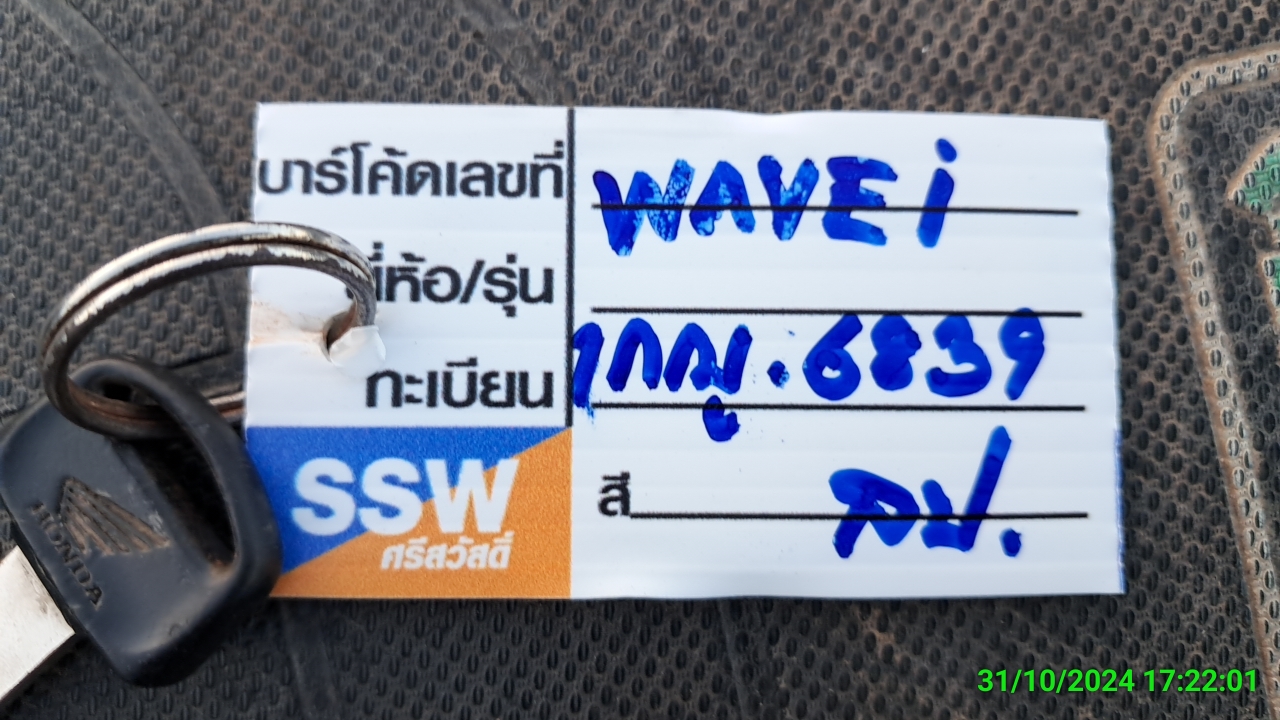 บาร์โค้ดเลขที่ WAVE i
ยี่ห้อ/รุ่น
ทะเบียน 1กญ.6839
สี ลป.
SSW
ศรีสวัสดิ์
HONDA
31/10/2024 17:22:01